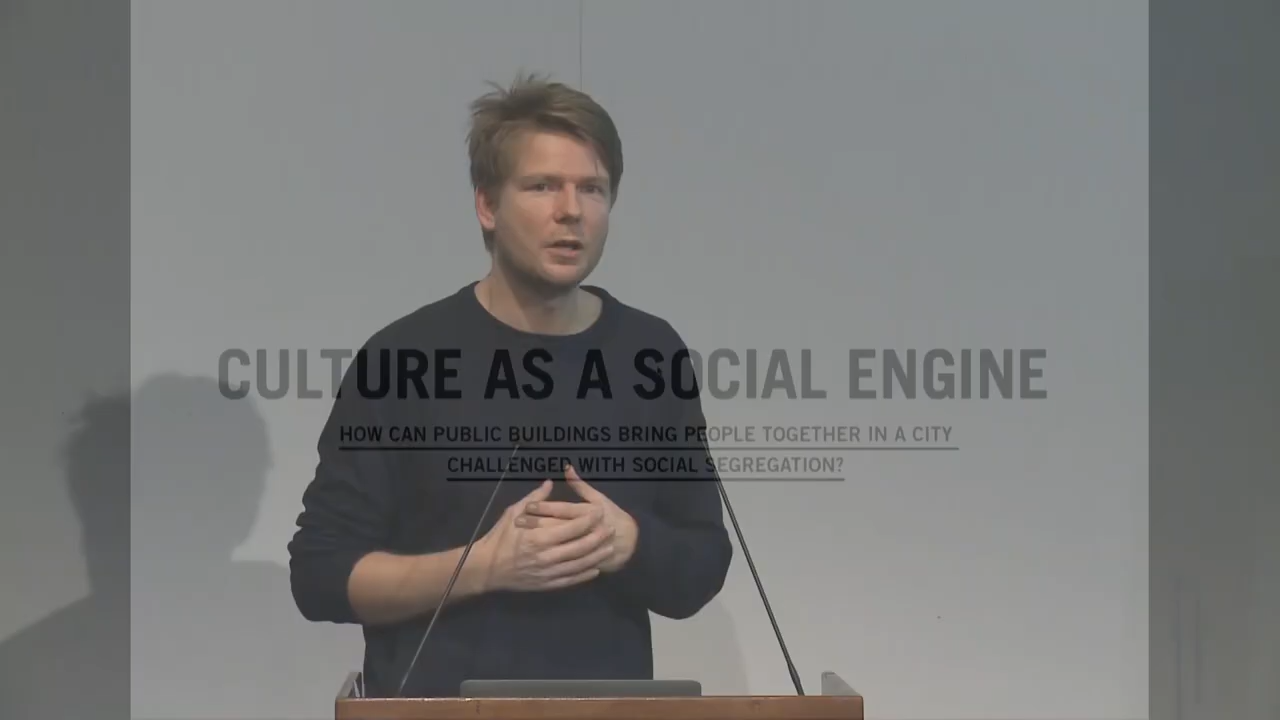 CULTURE AS A SOCIAL ENGINE
HOW CAN PUBLIC BUILDINGS BRING PEOPLE TOGETHER IN A CITY
CHALLENGED WITH SOCIAL SEGREGATION?